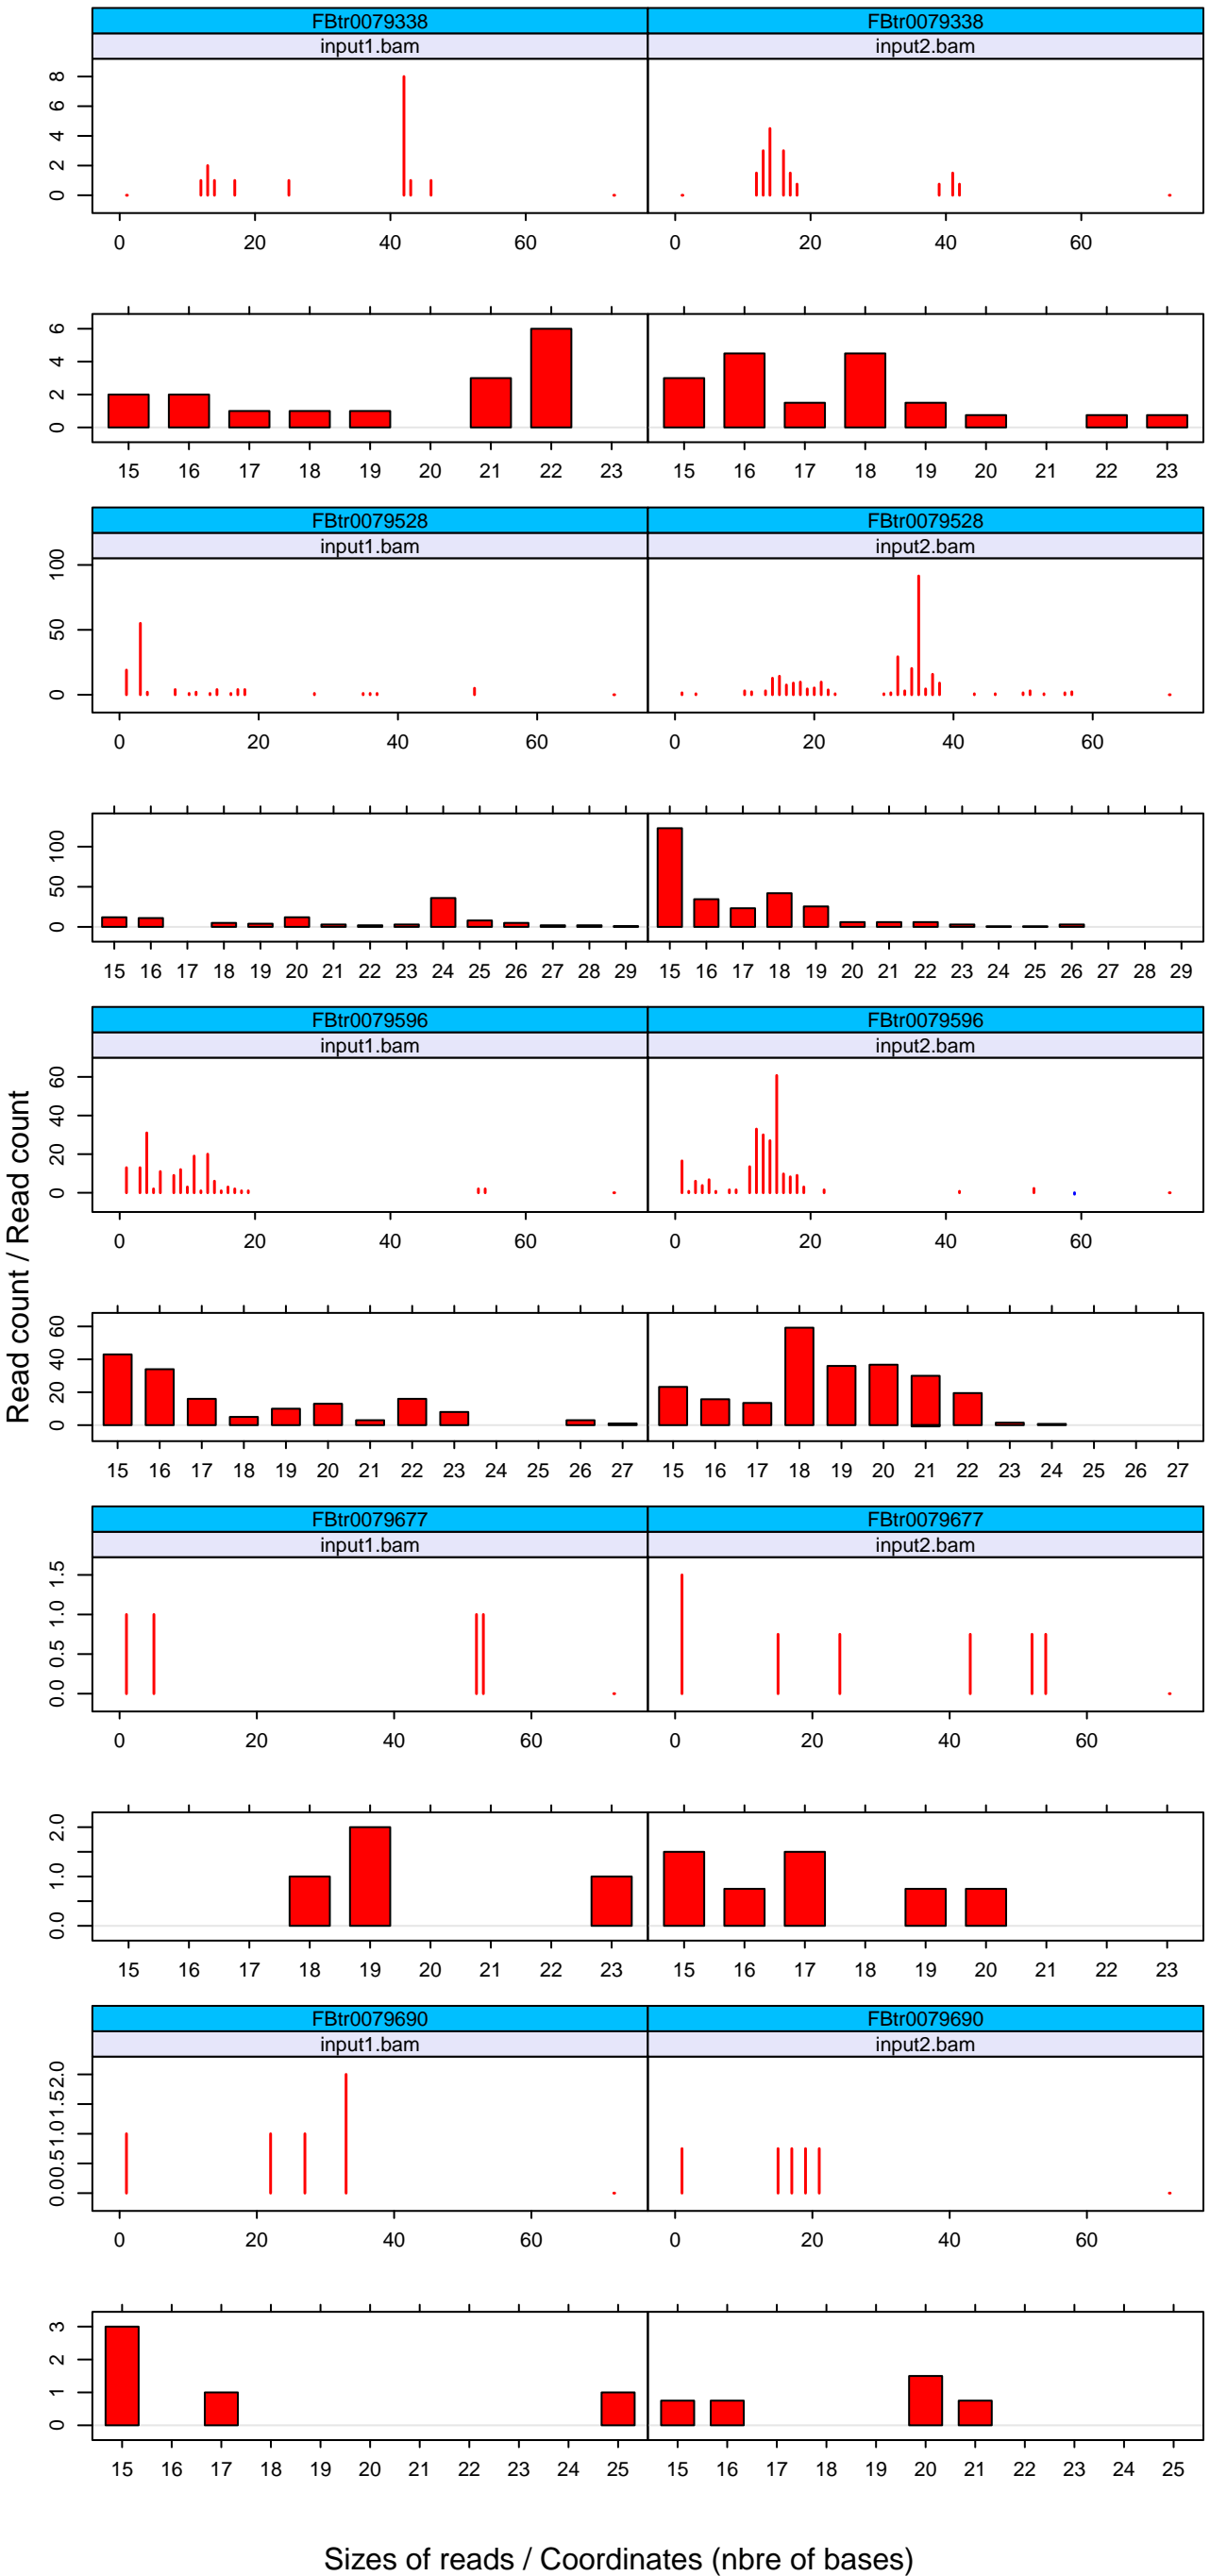 FBtr0079338 FBtr0079338
input1.bam input2.bam
8
6
4
2
0
0 20 40 60 0 20 40 60
6
4
2
0
15 16 17 18 19 20 21 22 23 15 16 17 18 19 20 21 22 23
FBtr0079528 FBtr0079528
input1.bam input2.bam
100
50
0
0 20 40 60 0 20 40 60
100
50
0
15 16 17 18 19 20 21 22 23 24 25 26 27 28 29 15 16 17 18 19 20 21 22 23 24 25 26 27 28 29
FBtr0079596 FBtr0079596
input1.bam input2.bam
60
40
20
0
0 20 40 60 0 20 40 60
Read count / Read count
60
40
20
0
15 16 17 18 19 20 21 22 23 24 25 26 27 15 16 17 18 19 20 21 22 23 24 25 26 27
FBtr0079677 FBtr0079677
input1.bam input2.bam
1.5
1.0
0.5
0.0
0 20 40 60 0 20 40 60
2.0
1.0
0.0
15 16 17 18 19 20 21 22 23 15 16 17 18 19 20 21 22 23
FBtr0079690 FBtr0079690
input1.bam input2.bam
2.0
1.5
1.0
0.5
0.0
0 20 40 60 0 20 40 60
3
2
1
0
15 16 17 18 19 20 21 22 23 24 25 15 16 17 18 19 20 21 22 23 24 25
Sizes of reads / Coordinates (nbre of bases)